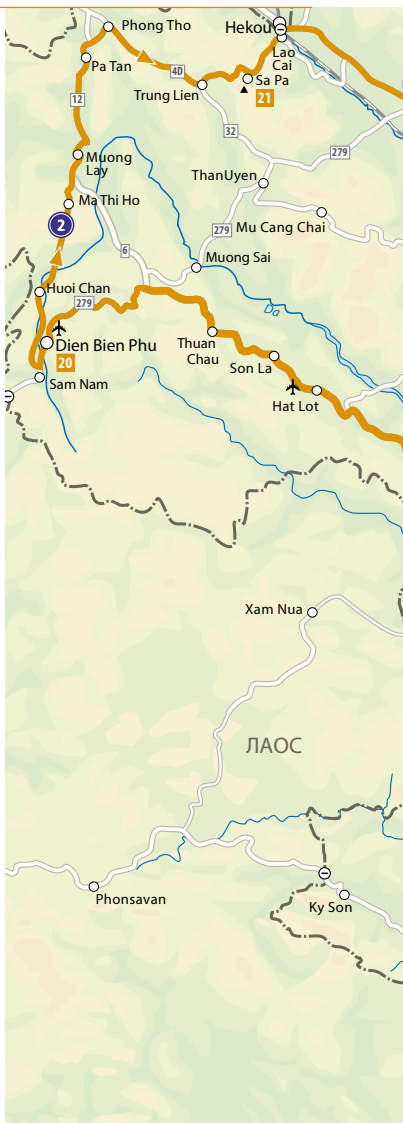 Phong Tho
Hekou
Lao
Cai
Pa Tan
4D
Sa Pa
Trung Lien
21
12
32
279
Muong
Lay
ThanUyen
Ma Thi Ho
Mu Cang Chai
2
279
6
Muong Sai
Huoi Chan
279
Da
Dien Bien Phu
Thuan
Chau
20
Son La
Sam Nam
Hat Lot
Xam Nua
ЛАОС
Phonsavan
Ky Son